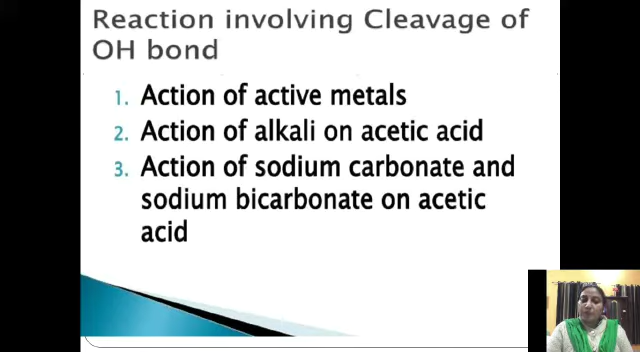 Reaction involving Cleavage of
OH bond
1. Action of active metals
2. Action of alkali on acetic acid
3. Action of sodium carbonate and
sodium bicarbonate on acetic
acid